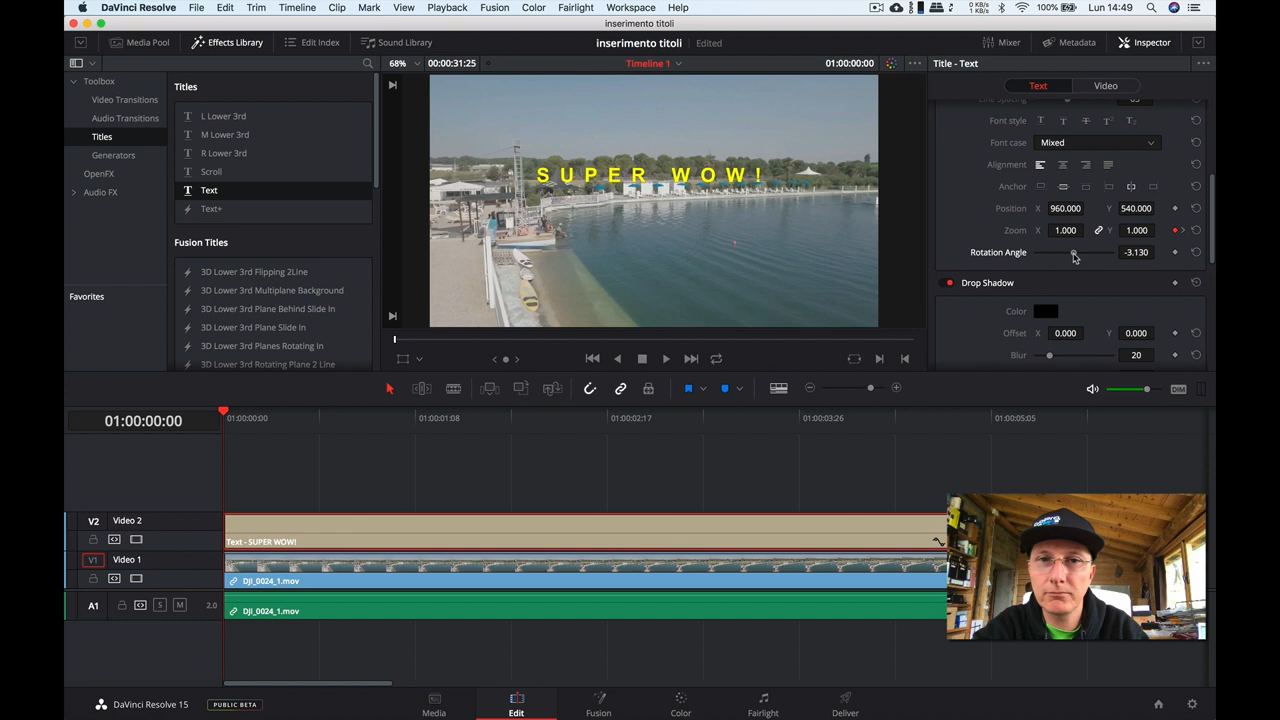 DaVinci Resolve File Edit Trim Timeline Clip Mark View Playback Fusion Color Fairlight Workspace Help
0 KB/s
1 KB/s
100%
Lun 14:49
inserimento titoli
Media Pool Effects Library Edit Index Sound Library
inserimento titoli Edited
Mixer Metadata Inspector
68% 00:00:31:25 Timeline 1 01:00:00:00
Title - Text
Toolbox
Video Transitions
Audio Transitions
Titles
Generators
OpenFX
Audio FX
Favorites
Titles
L Lower 3rd
M Lower 3rd
R Lower 3rd
Scroll
Text
Text+
Fusion Titles
3D Lower 3rd Flipping 2Line
3D Lower 3rd Multiplane Background
3D Lower 3rd Plane Behind Slide In
3D Lower 3rd Plane Slide In
3D Lower 3rd Planes Rotating In
3D Lower 3rd Rotating Plane 2 Line
SUPER WOW!
Text Video
Line Spacing 65
Font style
Font case Mixed
Alignment
Anchor
Position X 960.000 Y 540.000
Zoom X 1.000 Y 1.000
Rotation Angle -3.130
Drop Shadow
Color
Offset 0.000 Y 0.000
Blur 20
DIM
01:00:00:00
01:00:00:00 01:00:01:08 01:00:02:17 01:00:03:26 01:00:05:05
V2 Video 2
Text - SUPER WOW!
V1 Video 1
DJI_0024_1.mov
A1 S M 2.0
DJI_0024_1.mov
DaVinci Resolve 15 PUBLIC BETA
Media Edit Fusion Color Fairlight Deliver